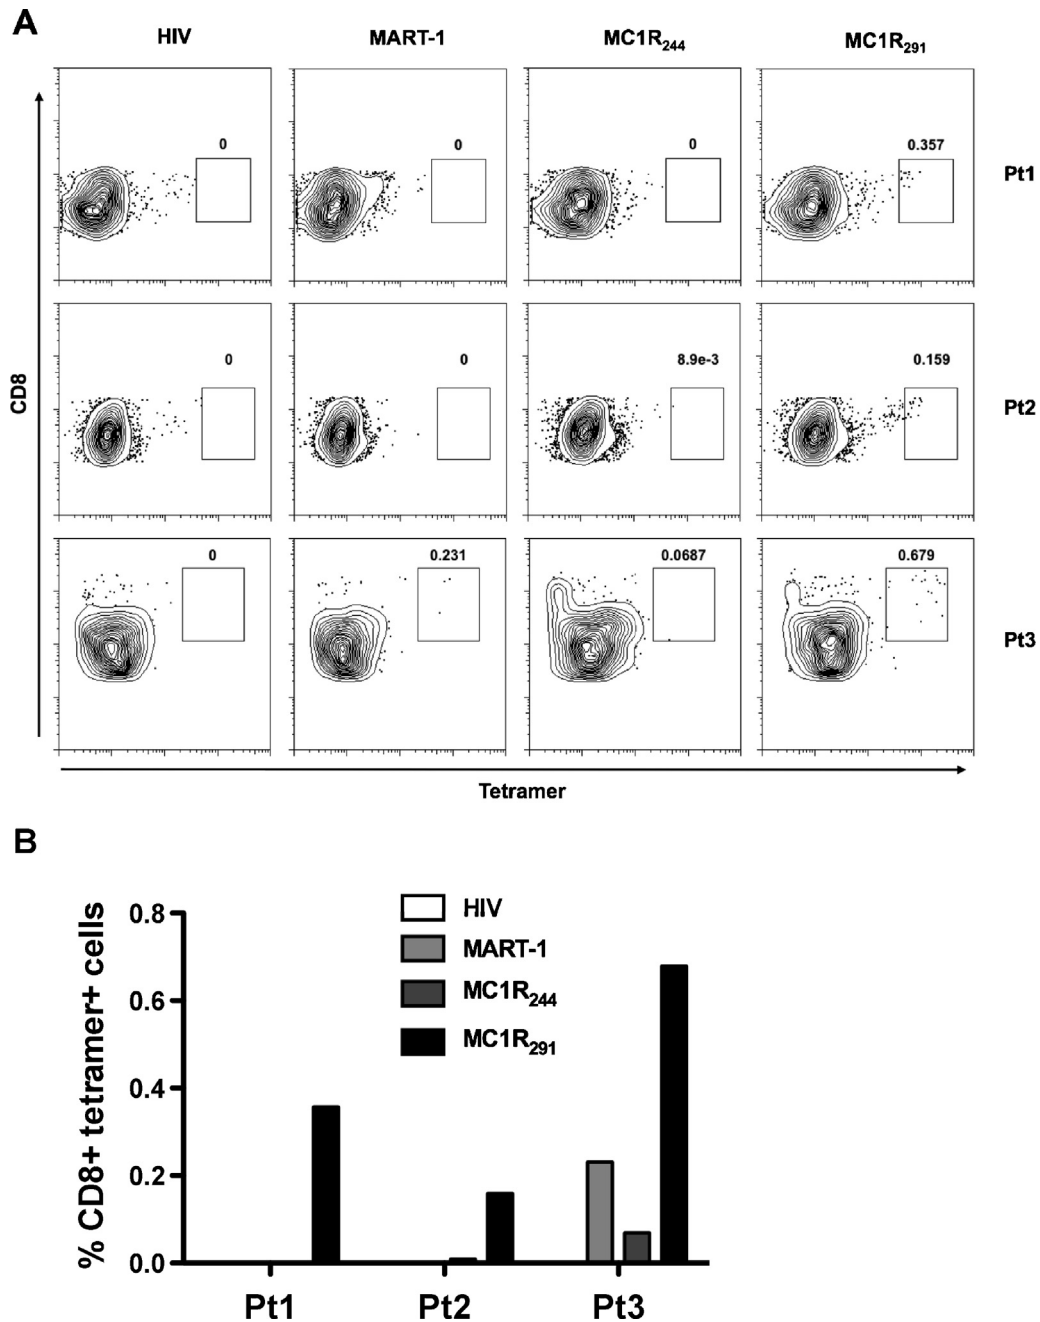 A
HIV MART-1 MC1R244 MC1R291
0 0 0 0.357
Pt1
0 0 8.9e-3 0.159
Pt2
CD8
0 0.231 0.0687 0.679
Pt3
Tetramer
B
% CD8+ tetramer+ cells
0.8
0.6
0.4
0.2
0.0
HIV
MART-1
MC1R244
MC1R291
Pt1 Pt2 Pt3